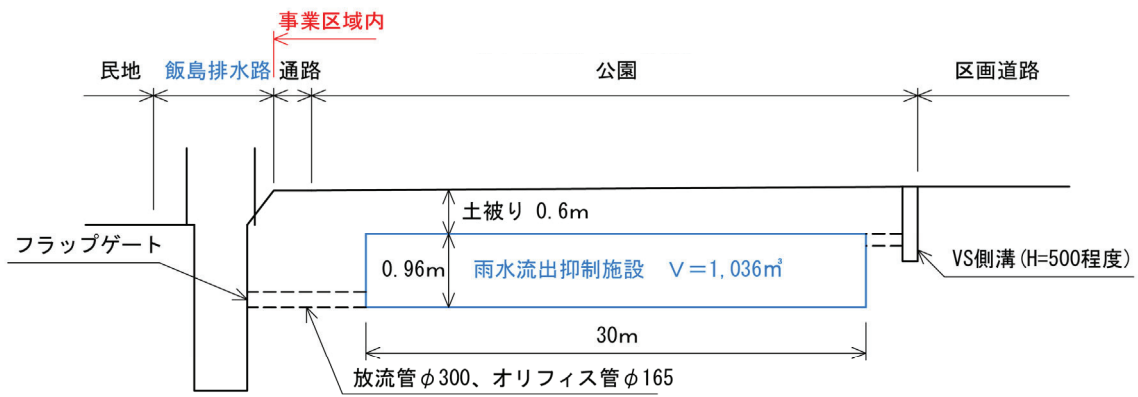 事業区域内
民地
飯島排水路
通路
公園
区画道路
土被り 0.6m
フラップゲート
0.96m
雨水流出抑制施設 V=1,036㎥
VS側溝(H=500程度)
30m
放流管φ300、オリフィス管φ165